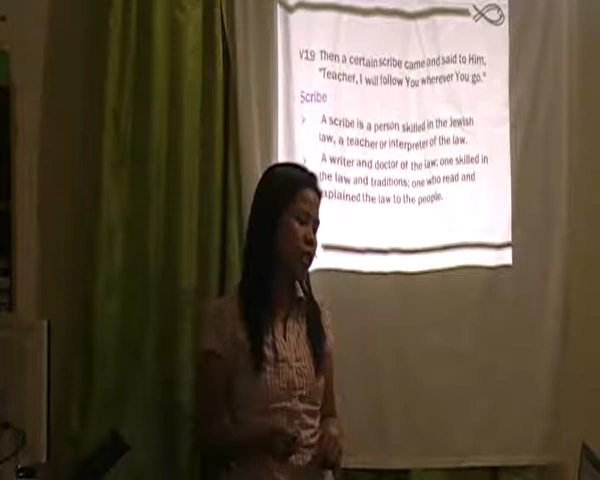 V19 Then a certain scribe came and said to Him,
"Teacher, I will follow You wherever You go."
Scribe
A scribe is a person skilled in the Jewish
law, a teacher or interpreter of the law.
A writer and doctor of the law; one skilled in
the law and traditions; one who read and
explained the law to the people.